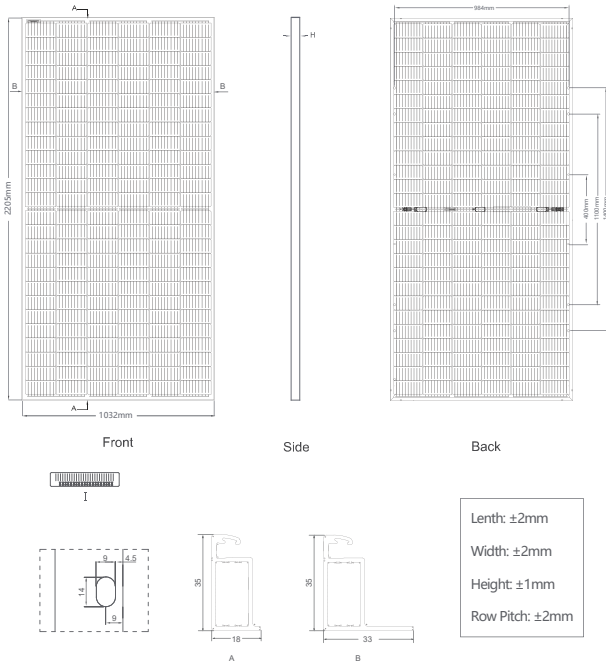 A
984mm
H
B
B
2205mm
400mm
1100mm
1400mm
A
1032mm
Front
Side
Back
I
9
4.5
14
9
35
18
A
35
33
B
Lenth: ±2mm
Width: ±2mm
Height: ±1mm
Row Pitch: ±2mm